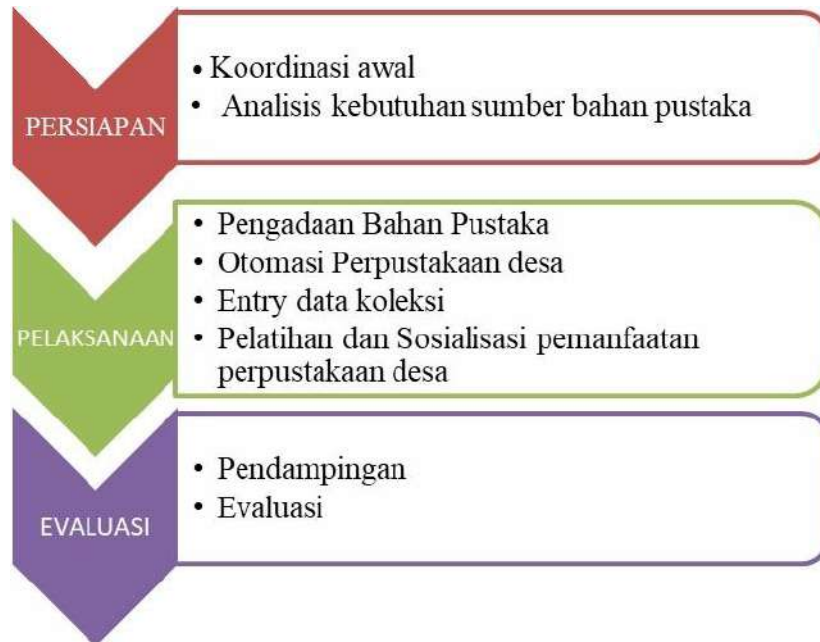 PERSIAPAN
• Koordinasi awal
• Analisis kebutuhan sumber bahan pustaka
PELAKSANAAN
• Pengadaan Bahan Pustaka
• Otomasi Perpustakaan desa
• Entry data koleksi
• Pelatihan dan Sosialisasi pemanfaatan
perpustakaan desa
EVALUASI
• Pendampingan
• Evaluasi